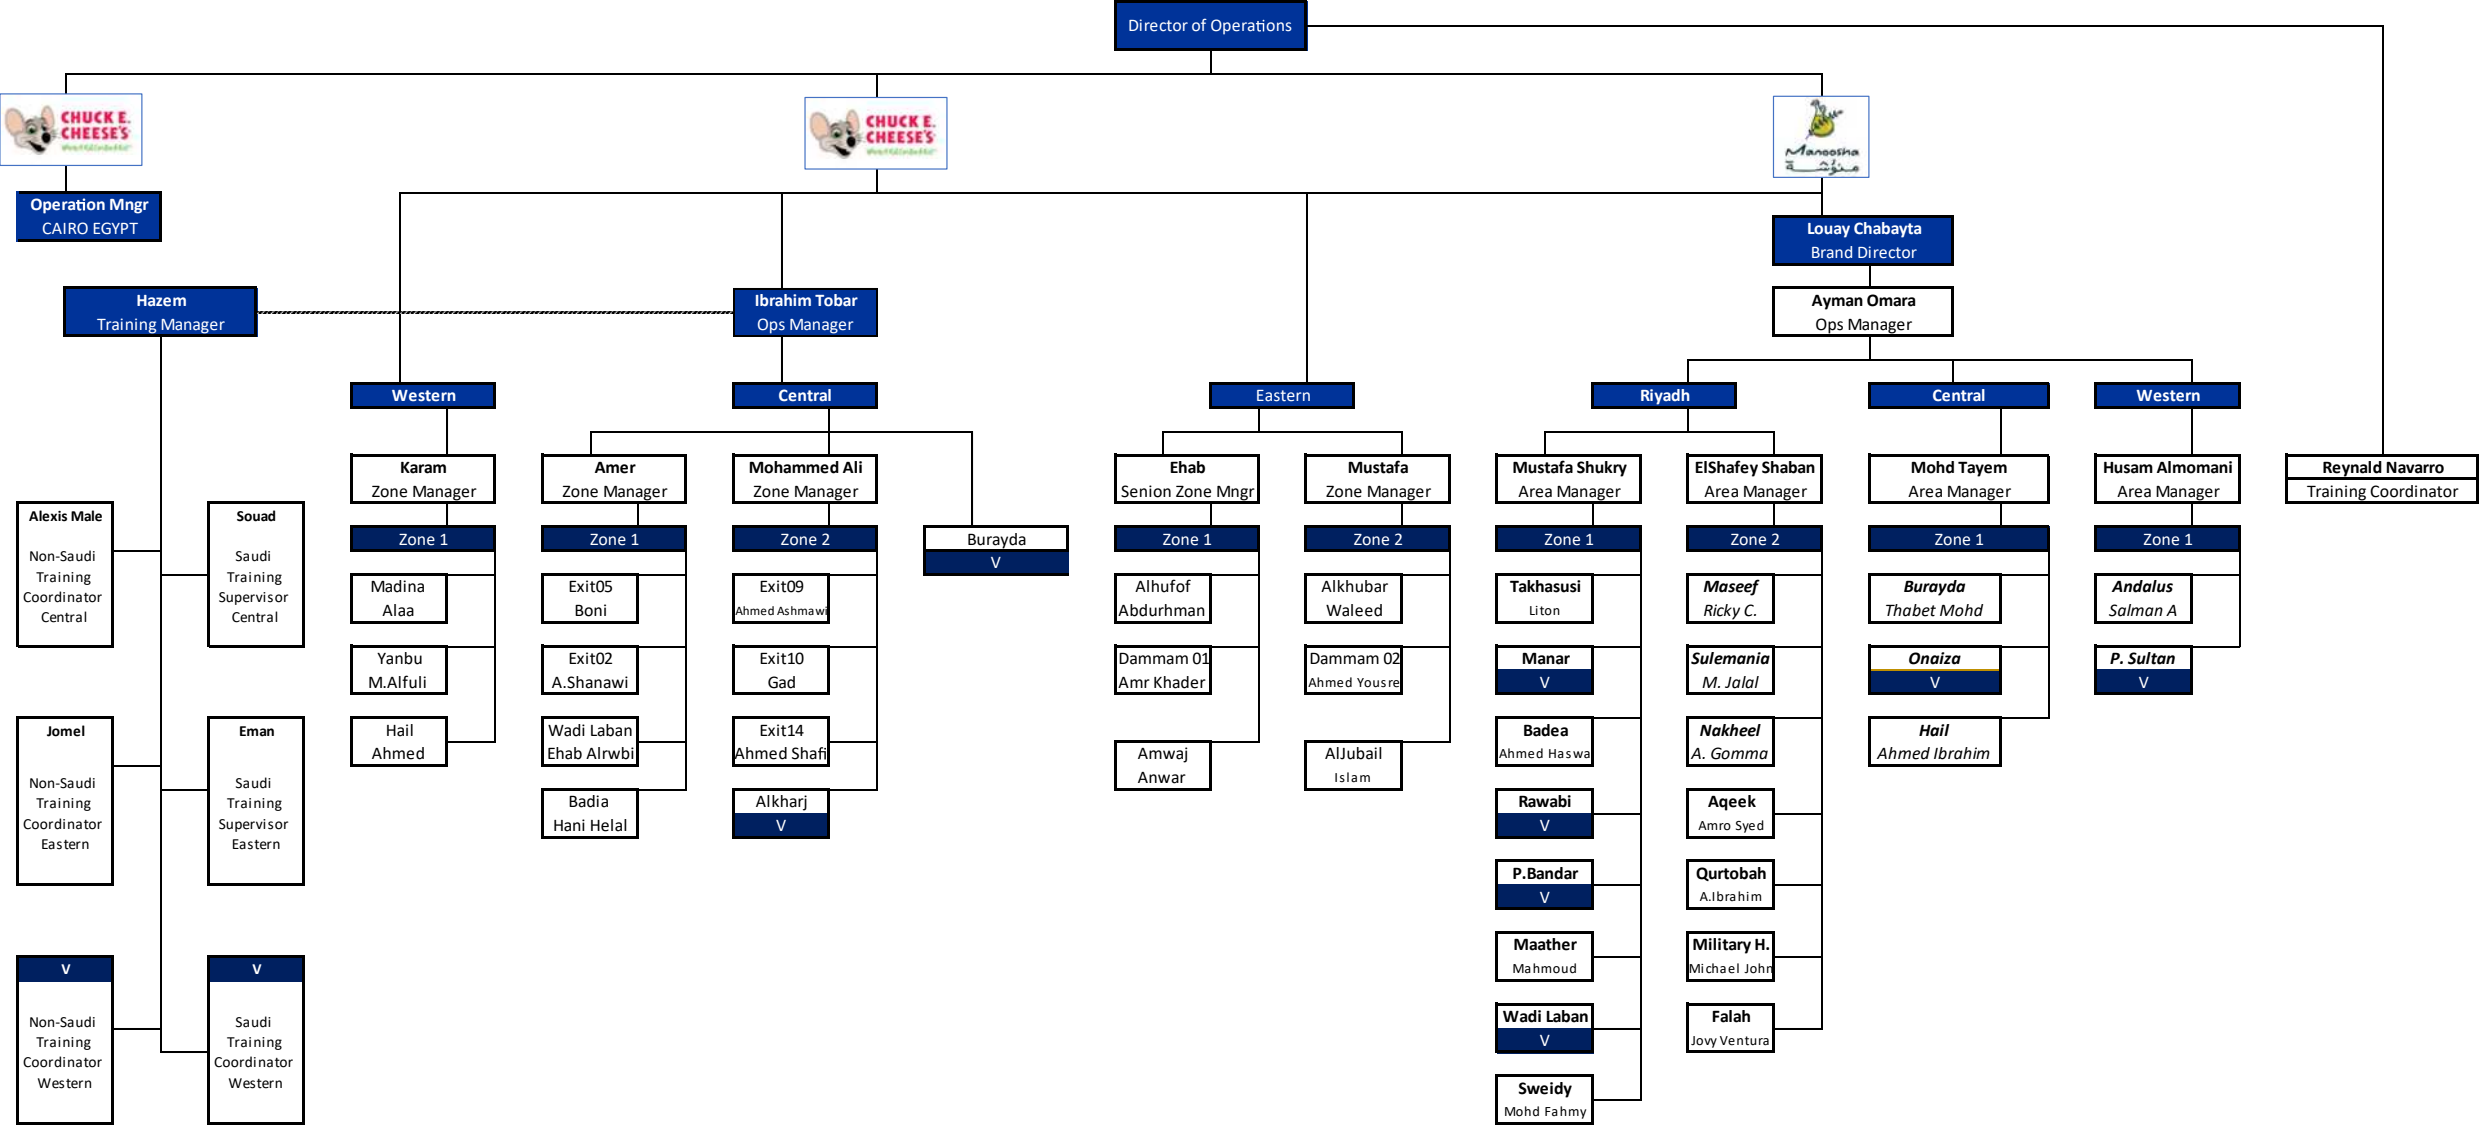 Director of Operations
CHUCK E.
CHEESE'S
CHUCK E.
CHEESE'S
Manoosha
منوشة
Operation Mngr
CAIRO EGYPT
Louay Chabayta
Brand Director
Hazem
Training Manager
Ibrahim Tobar
Ops Manager
Ayman Omara
Ops Manager
Western
Central
Eastern
Riyadh
Central
Western
Karam
Zone Manager
Amer
Zone Manager
Mohammed Ali
Zone Manager
Ehab
Senion Zone Mngr
Mustafa
Zone Manager
Mustafa Shukry
Area Manager
ElShafey Shaban
Area Manager
Mohd Tayem
Area Manager
Husam Almomani
Area Manager
Reynald Navarro
Training Coordinator
Alexis Male
Non-Saudi
Training
Coordinator
Central
Souad
Saudi
Training
Supervisor
Central
Jomel
Non-Saudi
Training
Coordinator
Eastern
Eman
Saudi
Training
Supervisor
Eastern
V
Non-Saudi
Training
Coordinator
Western
V
Saudi
Training
Coordinator
Western
Zone 1
Madina
Alaa
Yanbu
M.Alfuli
Hail
Ahmed
Zone 1
Exit05
Boni
Exit02
A.Shanawi
Wadi Laban
Ehab Alrwbi
Badia
Hani Helal
Zone 2
Exit09
Ahmed Ashmawi
Exit10
Gad
Exit14
Ahmed Shafi
Alkharj
V
Burayda
V
Zone 1
Alhufof
Abdurhman
Dammam 01
Amr Khader
Amwaj
Anwar
Zone 2
Alkhubar
Waleed
Dammam 02
Ahmed Yousre
AlJubail
Islam
Zone 1
Takhasusi
Liton
Manar
V
Badea
Ahmed Haswa
Rawabi
V
P.Bandar
V
Maather
Mahmoud
Wadi Laban
V
Sweidy
Mohd Fahmy
Zone 2
Maseef
Ricky C.
Sulemania
M. Jalal
Nakheel
A. Gomma
Aqeek
Amro Syed
Qurtobah
A.Ibrahim
Military H.
Michael John
Falah
Jovy Ventura
Zone 1
Burayda
Thabet Mohd
Onaiza
V
Hail
Ahmed Ibrahim
Zone 1
Andalus
Salman A
P. Sultan
V